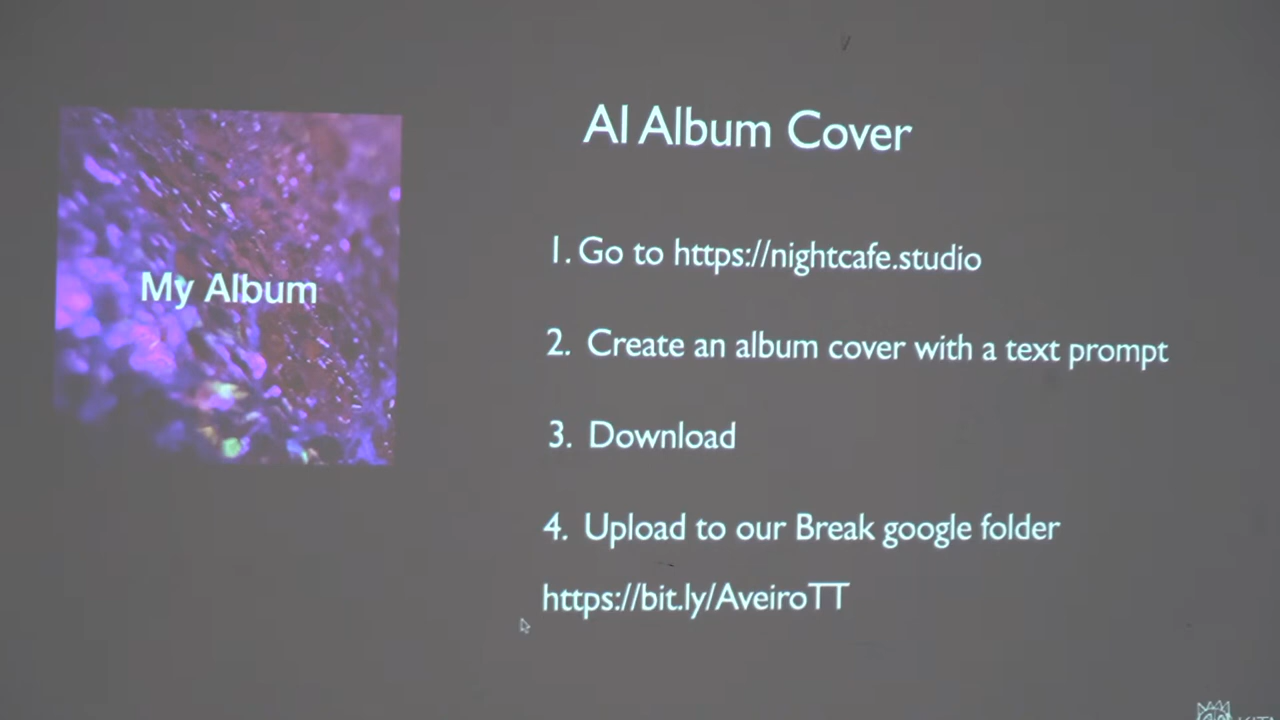 AI Album Cover
My Album
1. Go to https://nightcafe.studio
2. Create an album cover with a text prompt
3. Download
4. Upload to our Break google folder
https://bit.ly/AveiroTT